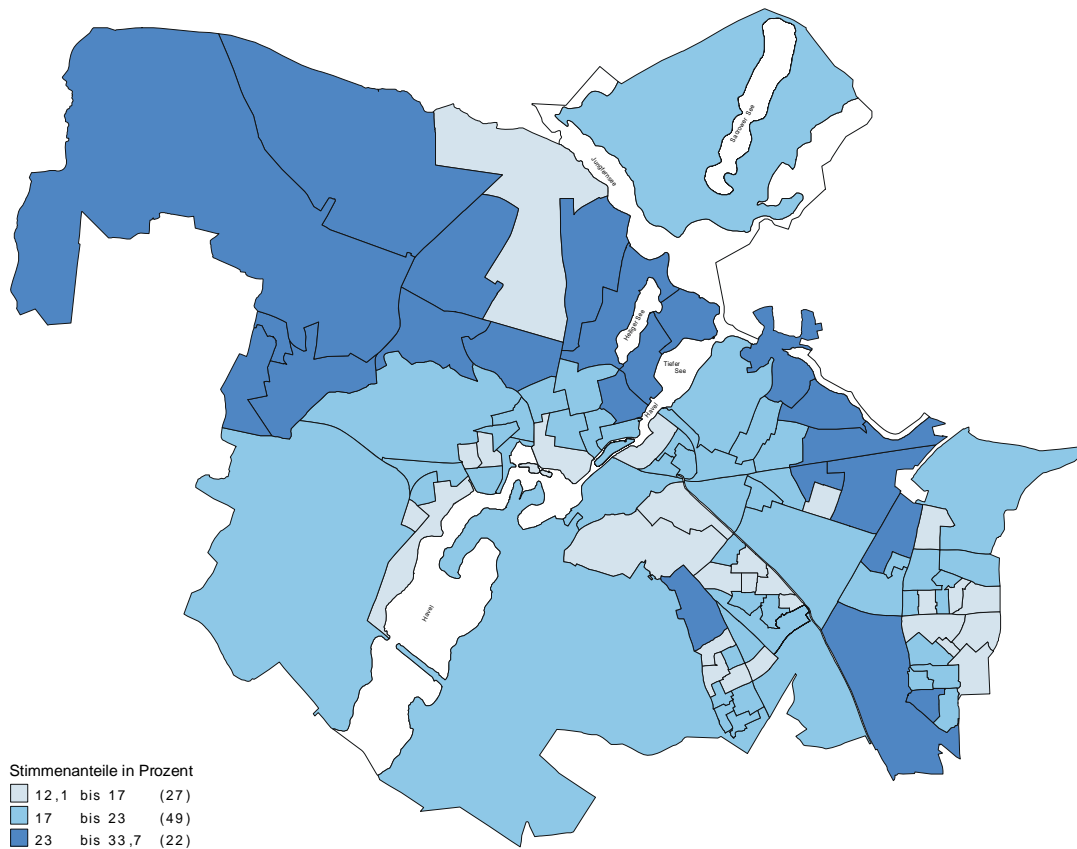 Sacrower See
Jungfernsee
Heiliger See
Tiefer
See
Havel
Havel
Stimmenanteile in Prozent
12,1 bis 17 (27)
17 bis 23 (49)
23 bis 33,7 (22)